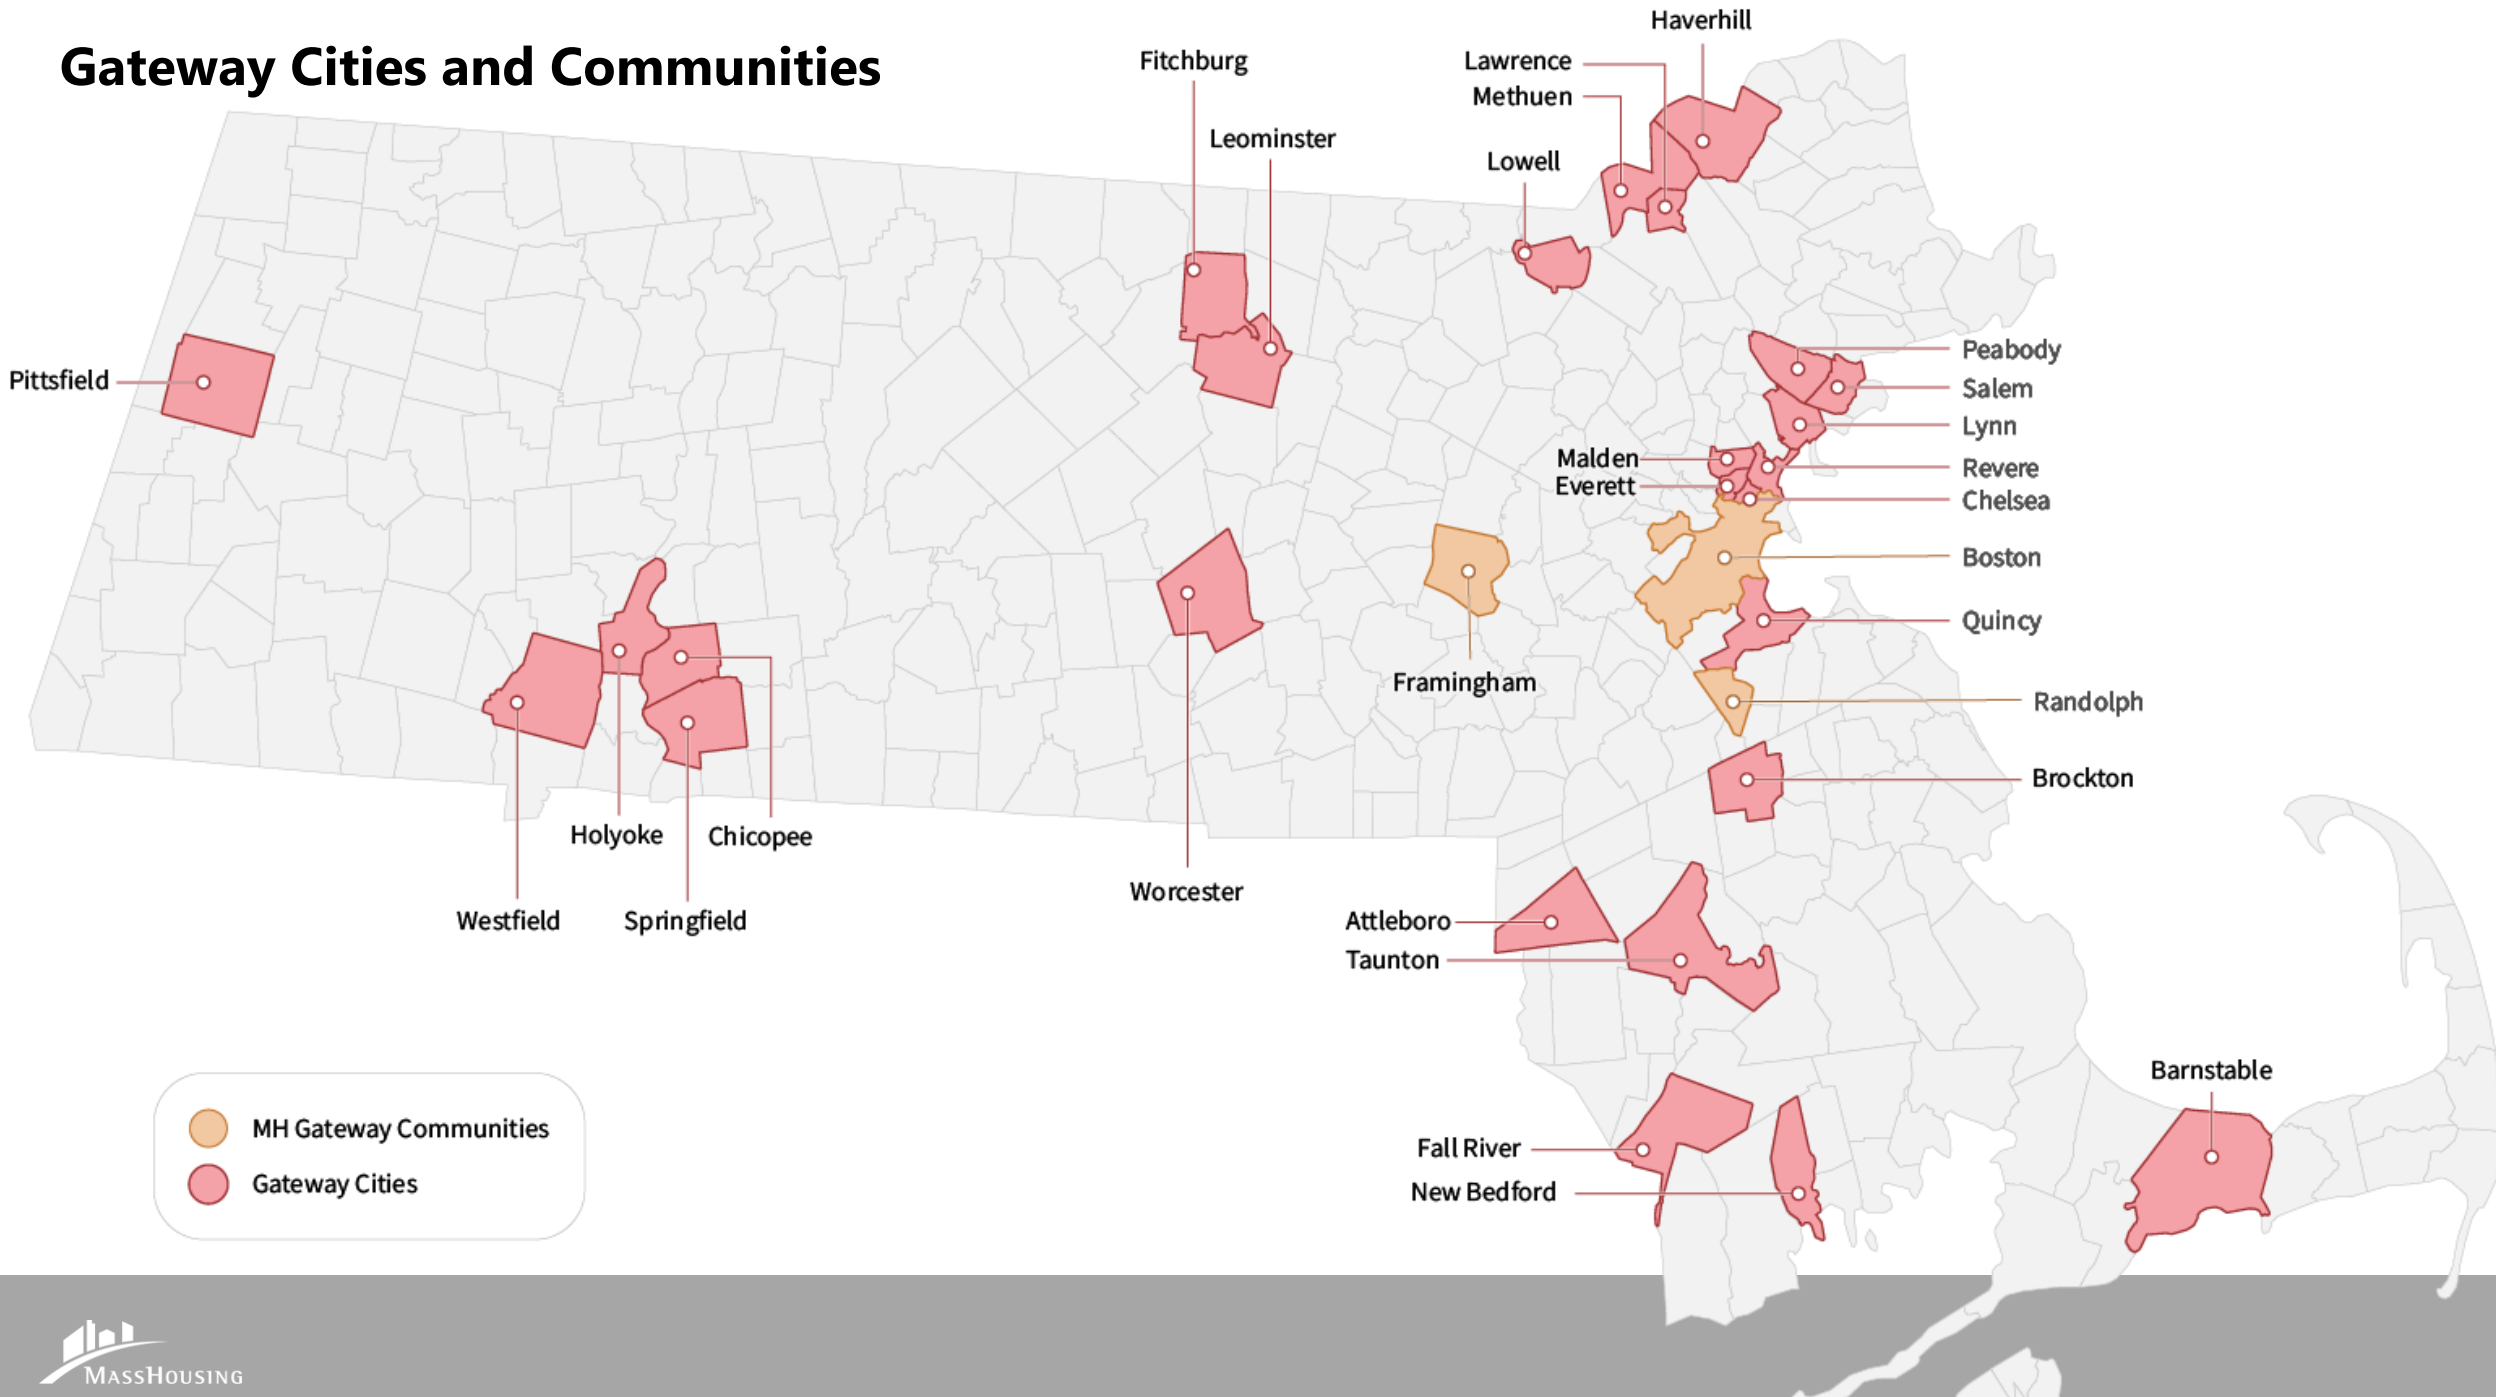 Gateway Cities and Communities
Haverhill
Fitchburg
Lawrence
Methuen
Leominster
Lowell
Peabody
Pittsfield
Salem
Lynn
Malden
Revere
Everett
Chelsea
Boston
Quincy
Framingham
Randolph
Brockton
Holyoke
Chicopee
Worcester
Westfield
Springfield
Attleboro
Taunton
Barnstable
MH Gateway Communities
Fall River
Gateway Cities
New Bedford
MASSHOUSING